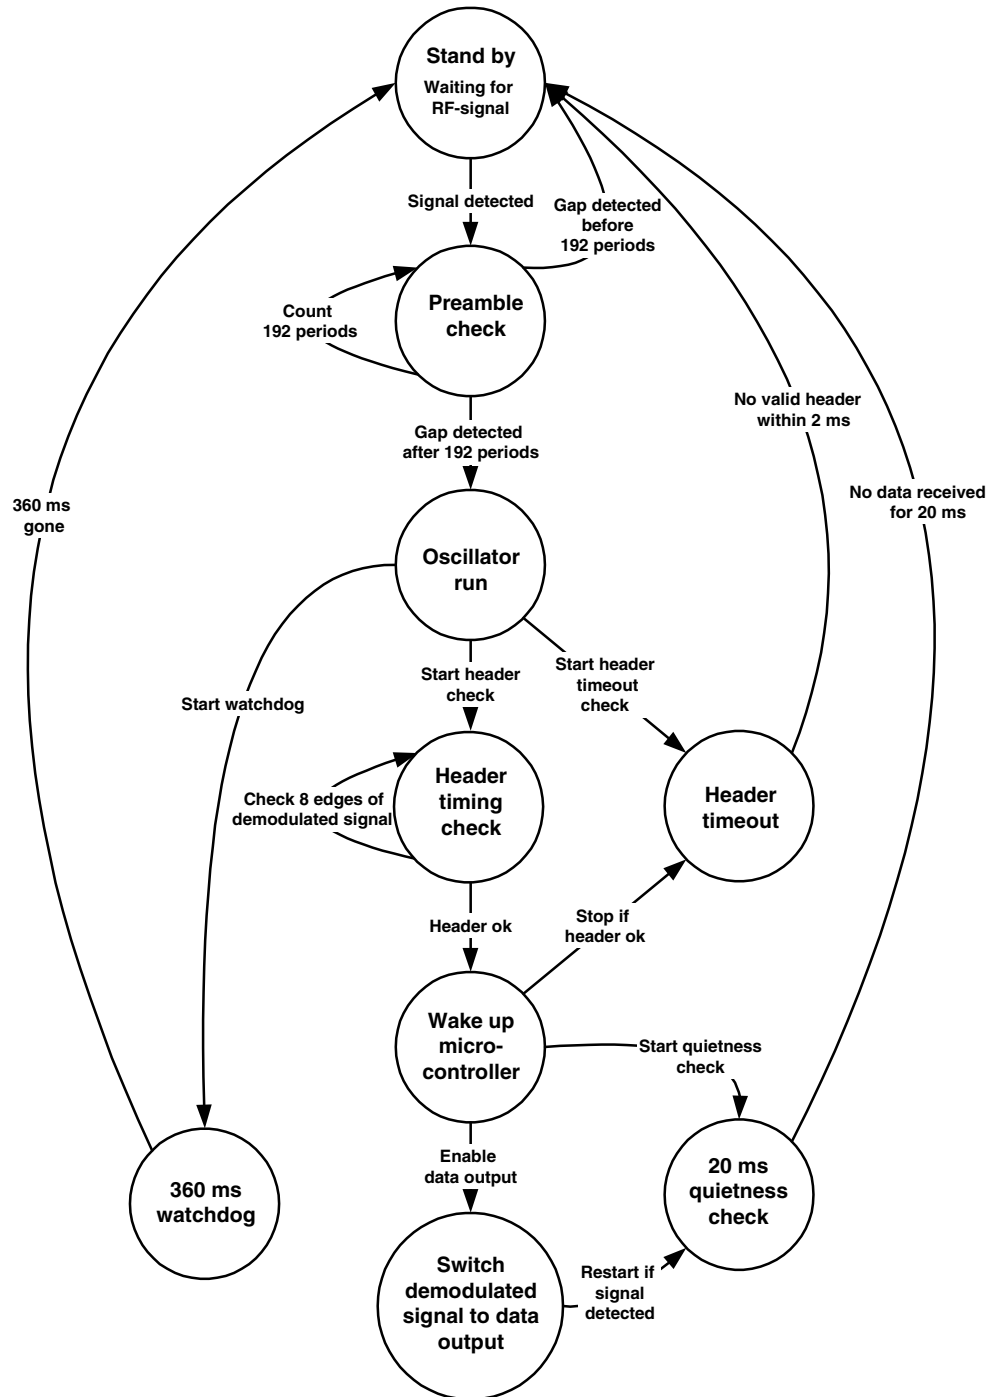 Stand by
Waiting for
RF-signal
Signal detected
Gap detected
before
192 periods
Preamble
check
Count
192 periods
No valid header
within 2 ms
Gap detected
after 192 periods
360 ms
gone
No data received
for 20 ms
Oscillator
run
Start header
check
Start header
timeout
check
Start watchdog
Header
timing
check
Check 8 edges of
demodulated signal
Header
timeout
Header ok
Stop if
header ok
Wake up
micro-
controller
Start quietness
check
Enable
data output
360 ms
watchdog
20 ms
quietness
check
Switch
demodulated
signal to data
output
Restart if
signal
detected